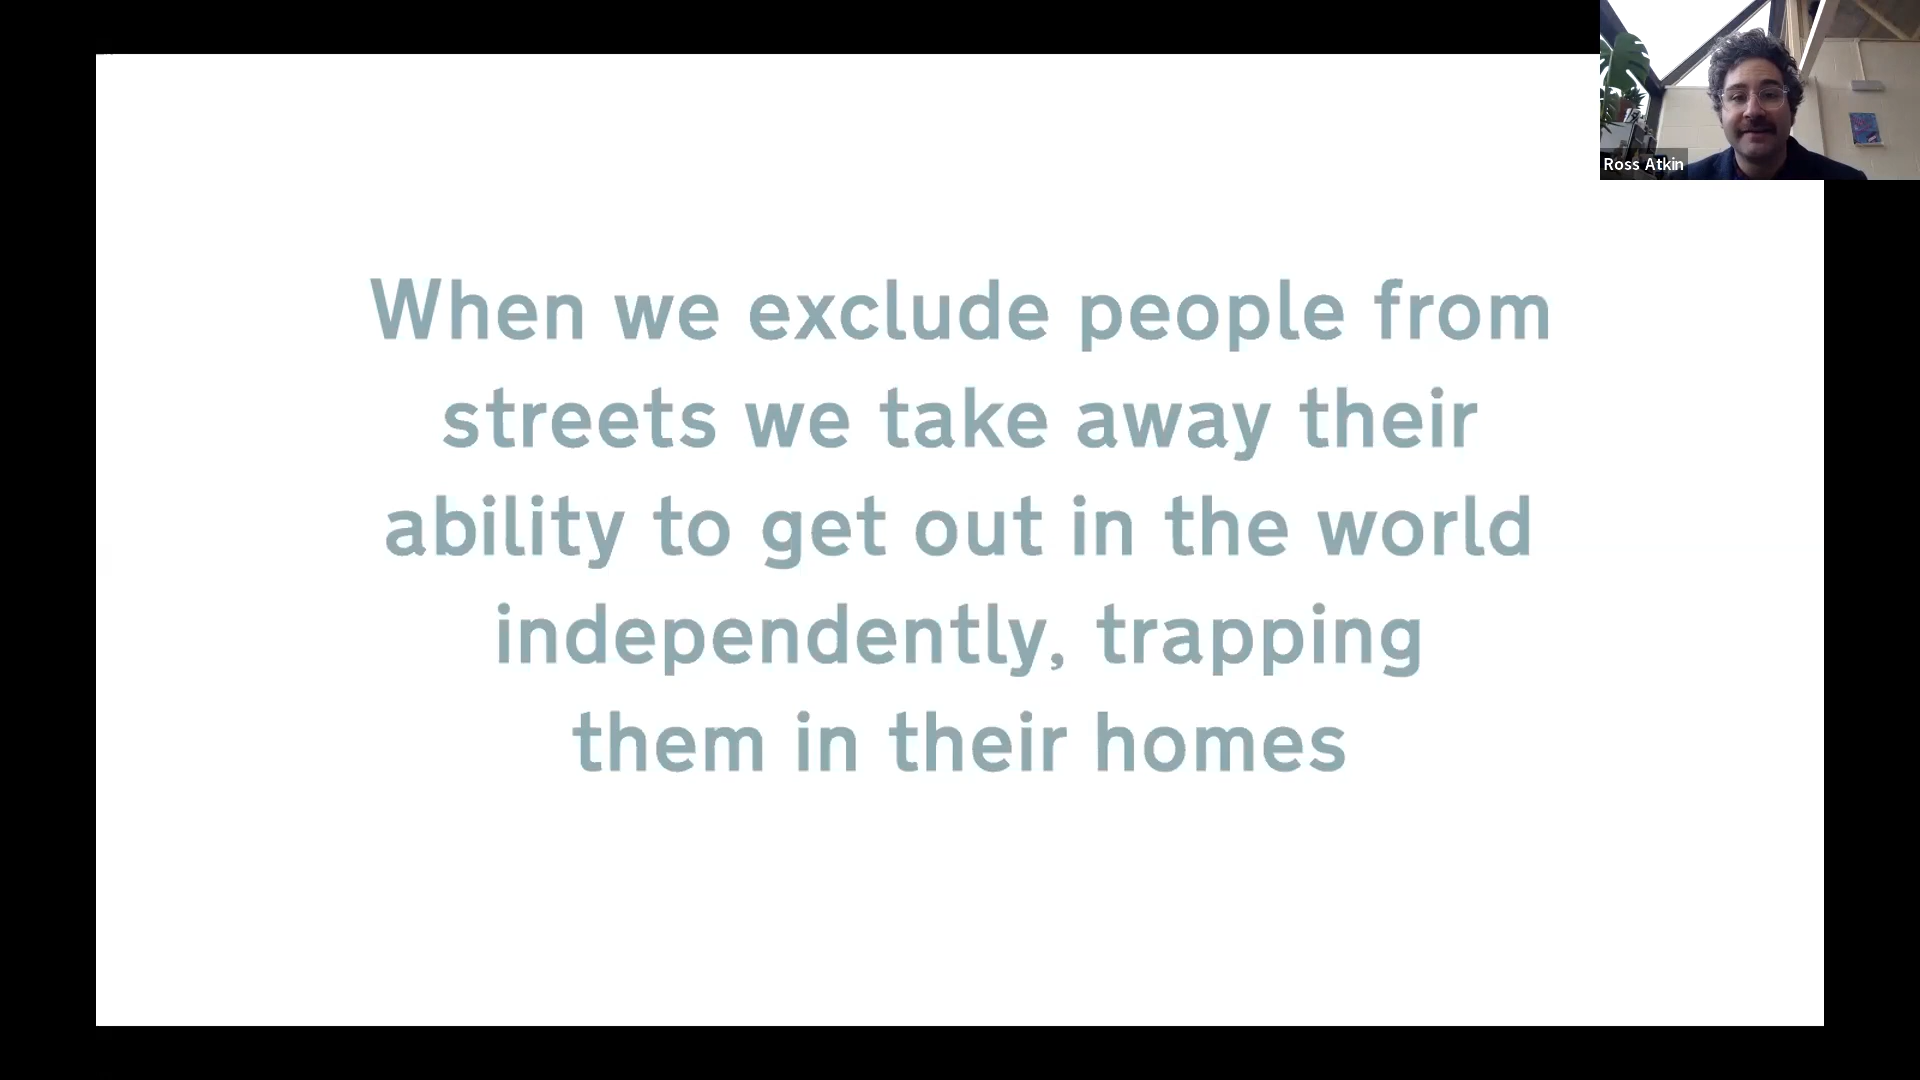 When we exclude people from
streets we take away their
ability to get out in the world
independently, trapping
them in their homes
Ross Atkin